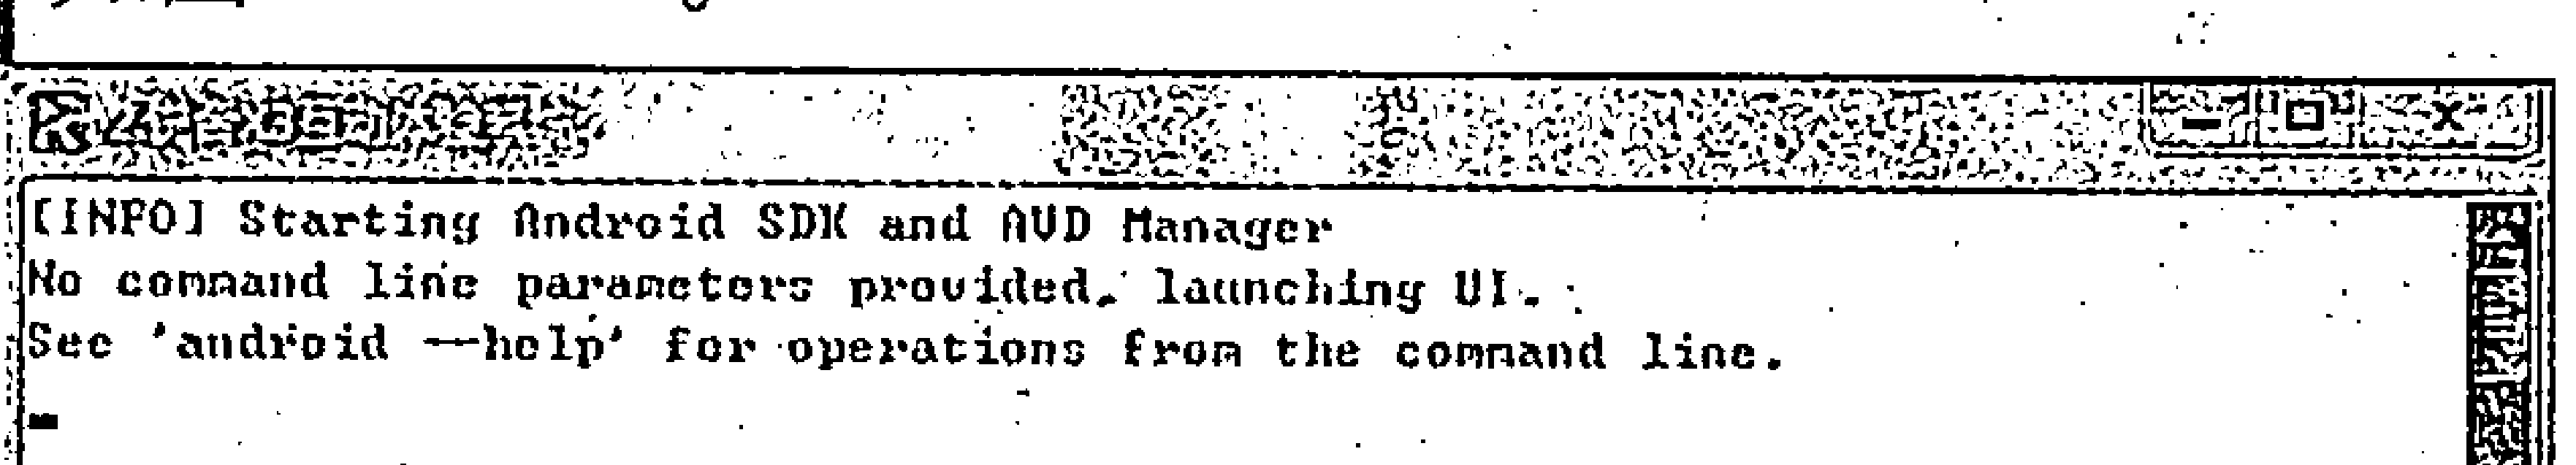 [INFO] Starting Android SDK and AVD Manager
No command line parameters provided, launching UI.
See 'android --help' for operations from the command line.